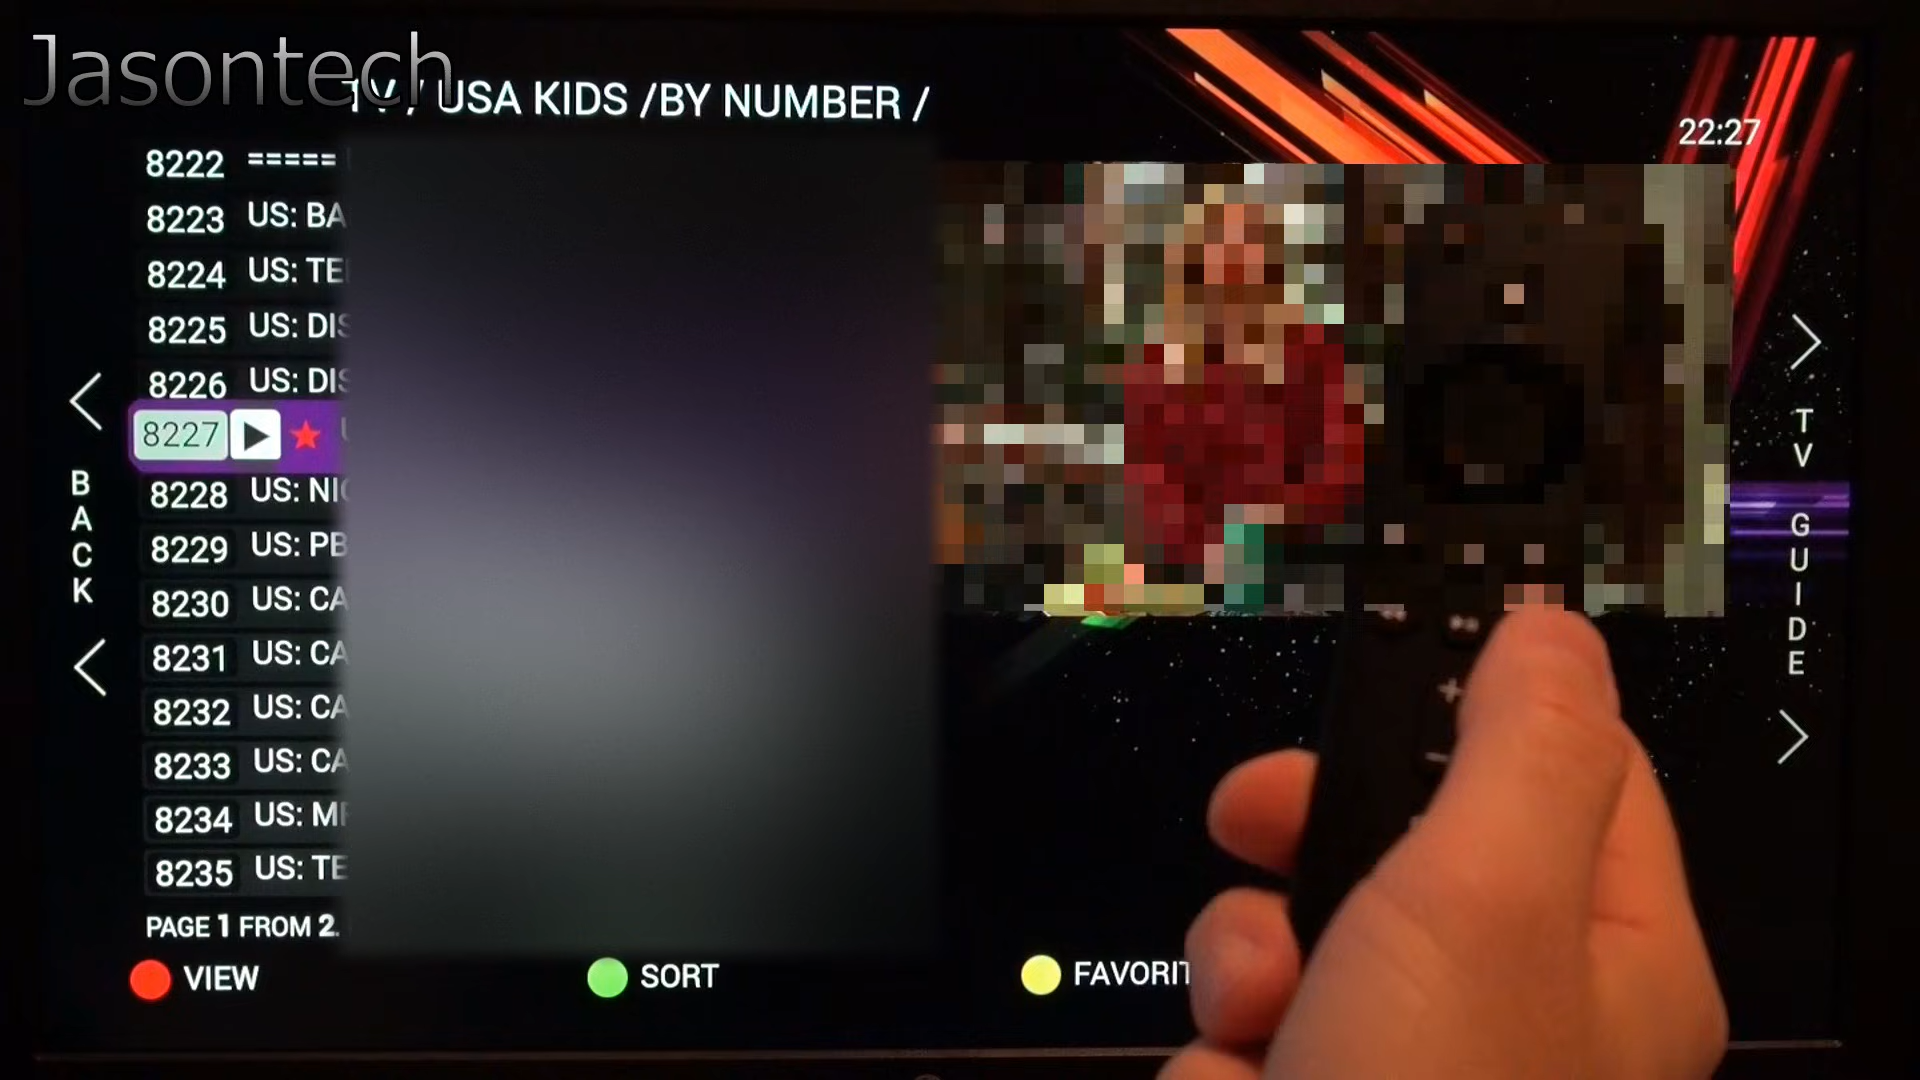 Jasontech
TV / USA KIDS /BY NUMBER /
22:27
8222 =====
8223 US: BA
8224 US: TE
8225 US: DIS
8226 US: DIS
8227
8228 US: NIC
8229 US: PB
8230 US: CA
8231 US: CA
8232 US: CA
8233 US: CA
8234 US: M
8235 US: TE
PAGE 1 FROM 2.
BACK
TV GUIDE
VIEW
SORT
FAVORIT